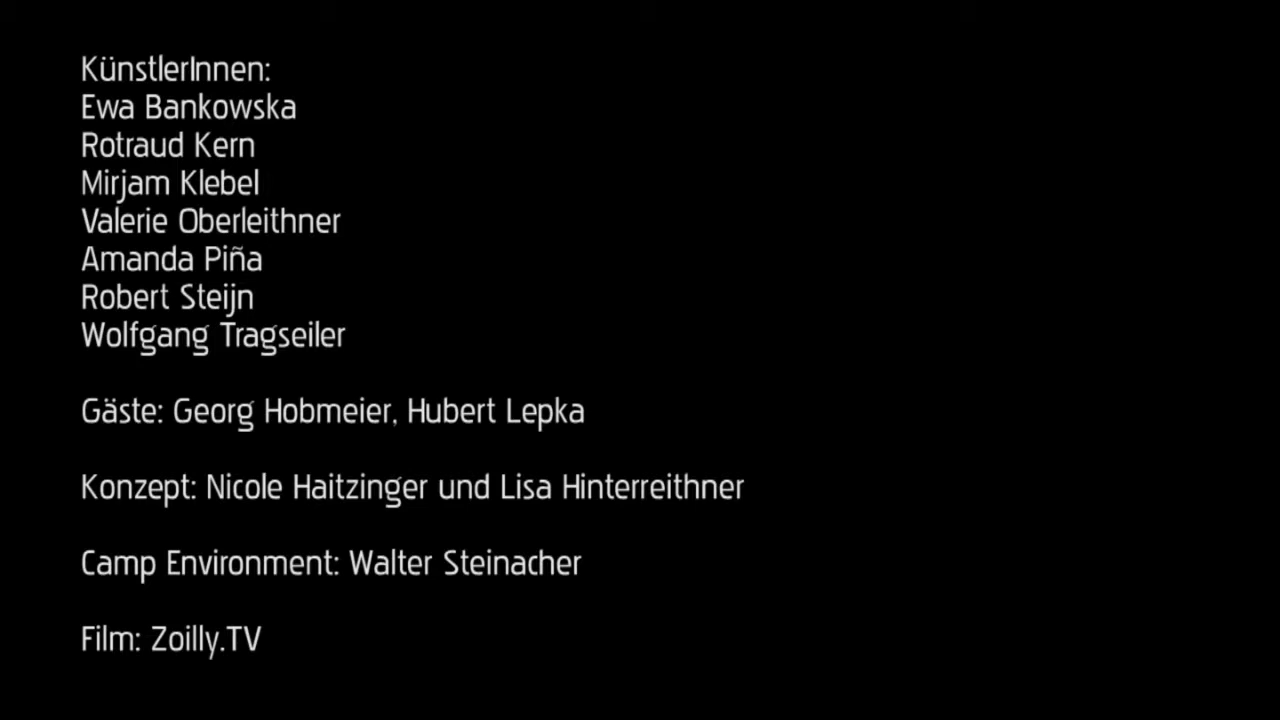 KünstlerInnen:
Ewa Bankowska
Rotraud Kern
Mirjam Klebel
Valerie Oberleithner
Amanda Piña
Robert Steijn
Wolfgang Tragseiler
Gäste: Georg Hobmeier, Hubert Lepka
Konzept: Nicole Haitzinger und Lisa Hinterreithner
Camp Environment: Walter Steinacher
Film: Zoilly.TV